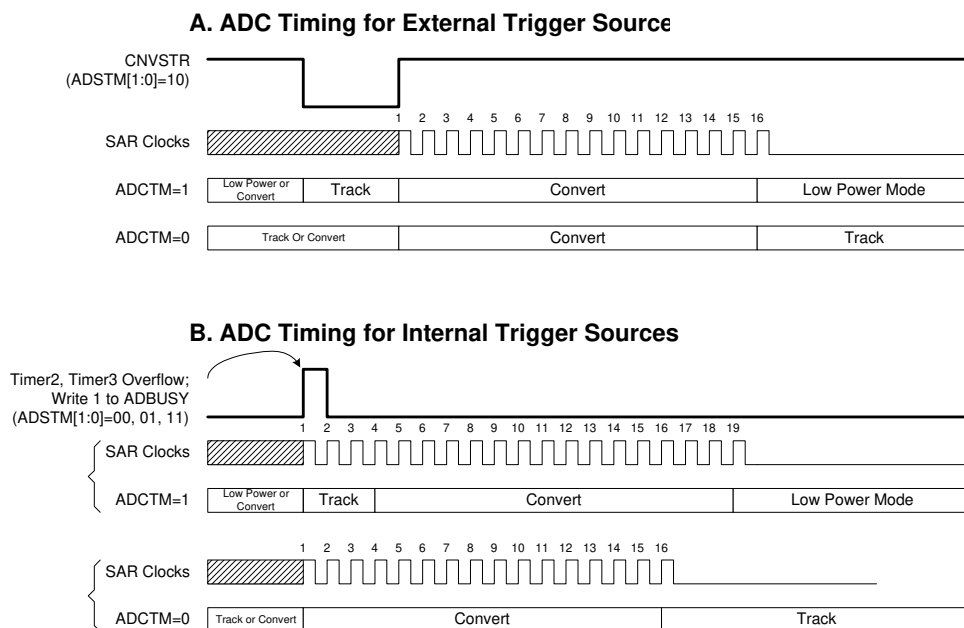 A. ADC Timing for External Trigger Source
CNVSTR
(ADSTM[1:0]=10)
1 2 3 4 5 6 7 8 9 10 11 12 13 14 15 16
SAR Clocks
ADCTM=1 Low Power or Convert Track Convert Low Power Mode
ADCTM=0 Track Or Convert Convert Track
B. ADC Timing for Internal Trigger Sources
Timer2, Timer3 Overflow;
Write 1 to ADBUSY
(ADSTM[1:0]=00, 01, 11)
1 2 3 4 5 6 7 8 9 10 11 12 13 14 15 16 17 18 19
SAR Clocks
ADCTM=1 Low Power or Convert Track Convert Low Power Mode
1 2 3 4 5 6 7 8 9 10 11 12 13 14 15 16
SAR Clocks
ADCTM=0 Track or Convert Convert Track